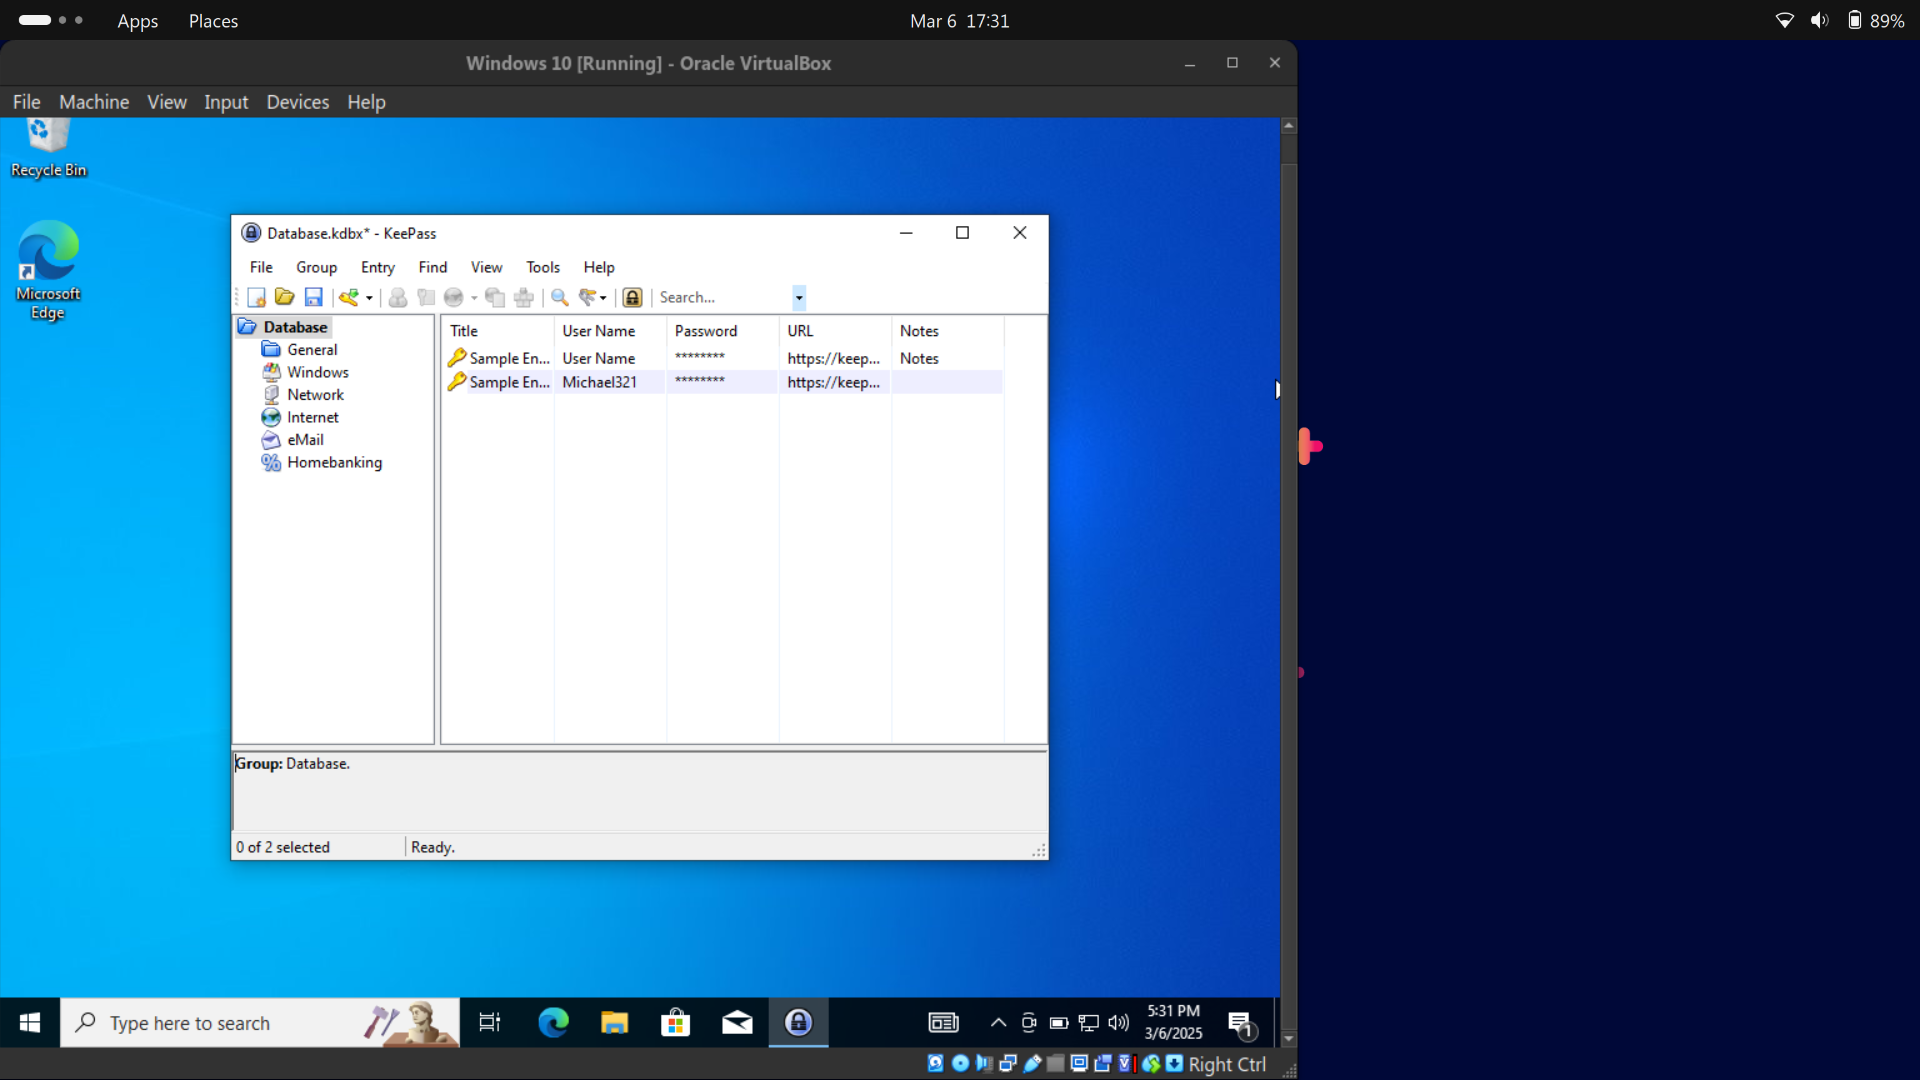 Apps Places Mar 6 17:31 89%
Windows 10 [Running] - Oracle VirtualBox
File Machine View Input Devices Help
Recycle Bin
Microsoft
Edge
Database.kdbx* - KeePass
File Group Entry Find View Tools Help
Search...
Database
General
Windows
Network
Internet
eMail
Homebanking
Title User Name Password URL Notes
Sample En... User Name ******** https://keep... Notes
Sample En... Michael321 ******** https://keep...
Group: Database.
0 of 2 selected Ready.
Type here to search
5:31 PM
3/6/2025
1
Right Ctrl